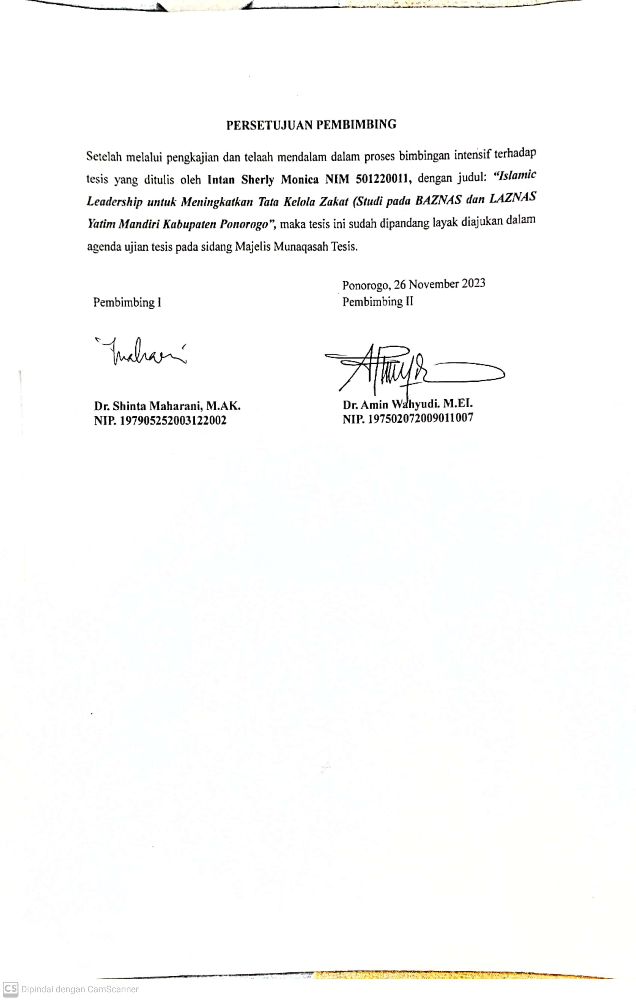 PERSETUJUAN PEMBIMBING
Setelah melalui pengkajian dan telaah mendalam dalam proses bimbingan intensif terhadap
tesis yang ditulis oleh Intan Sherly Monica NIM 501220011, dengan judul: “Islamic
Leadership untuk Meningkatkan Tata Kelola Zakat (Studi pada BAZNAS dan LAZNAS
Yatim Mandiri Kabupaten Ponorogo”, maka tesis ini sudah dipandang layak diajukan dalam
agenda ujian tesis pada sidang Majelis Munaqasah Tesis.
Ponorogo, 26 November 2023
Pembimbing I
Pembimbing II
Dr. Shinta Maharani, M.AK.
NIP. 197905252003122002
Dr. Amin Wahyudi. M.EI.
NIP. 197502072009011007
CS Dipindai dengan CamScanner